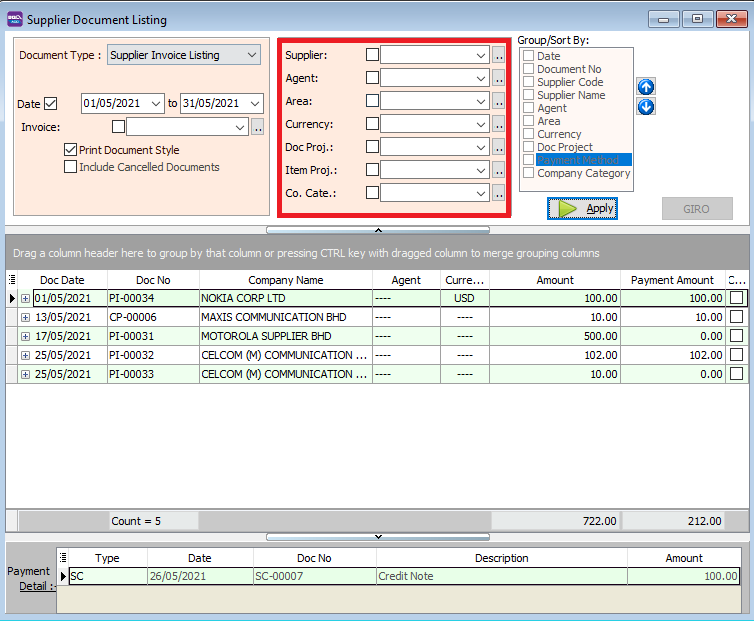 Supplier Document Listing
Document Type : Supplier Invoice Listing
Date 01/05/2021 to 31/05/2021
Invoice: ..
Print Document Style
Include Cancelled Documents
Supplier: ..
Agent: ..
Area: ..
Currency: ..
Doc Proj.: ..
Item Proj.: ..
Co. Cate.: ..
Group/Sort By:
Date
Document No
Supplier Code
Supplier Name
Agent
Area
Currency
Doc Project
Payment Method
Company Category
Apply
GIRO
Drag a column header here to group by that column or pressing CTRL key with dragged column to merge grouping columns
Doc Date Doc No Company Name Agent Curre... Amount Payment Amount C...
01/05/2021 PI-00034 NOKIA CORP LTD ---- USD 100.00 100.00
13/05/2021 CP-00006 MAXIS COMMUNICATION BHD ---- ---- 10.00 10.00
17/05/2021 PI-00031 MOTOROLA SUPPLIER BHD ---- ---- 500.00 0.00
25/05/2021 PI-00032 CELCOM (M) COMMUNICATION ... ---- ---- 102.00 102.00
25/05/2021 PI-00033 CELCOM (M) COMMUNICATION ... ---- ---- 10.00 0.00
Count = 5 722.00 212.00
Payment Detail :-
Type Date Doc No Description Amount
SC 26/05/2021 SC-00007 Credit Note 100.00